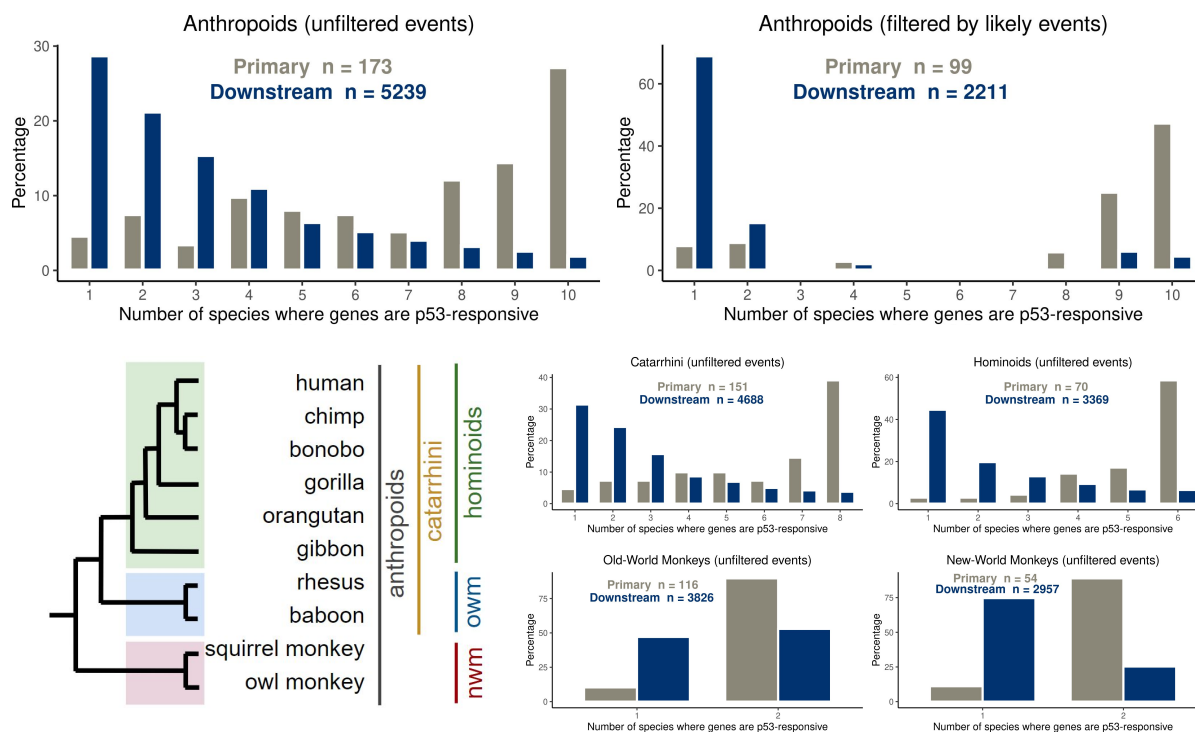 Anthropoids (unfiltered events)
Primary n = 173
Downstream n = 5239
Percentage
30
20
10
0
1 2 3 4 5 6 7 8 9 10
Number of species where genes are p53-responsive
Anthropoids (filtered by likely events)
Primary n = 99
Downstream n = 2211
Percentage
60
40
20
0
1 2 3 4 5 6 7 8 9 10
Number of species where genes are p53-responsive
human
chimp
bonobo
gorilla
orangutan
gibbon
rhesus
baboon
squirrel monkey
owl monkey
anthropoids
catarrhini
hominoids
owm
nwm
Catarrhini (unfiltered events)
Primary n = 151
Downstream n = 4688
Percentage
40
30
20
10
0
1 2 3 4 5 6 7 8
Number of species where genes are p53-responsive
Hominoids (unfiltered events)
Primary n = 70
Downstream n = 3369
Percentage
60
40
20
0
1 2 3 4 5 6
Number of species where genes are p53-responsive
Old-World Monkeys (unfiltered events)
Primary n = 116
Downstream n = 3826
Percentage
75
50
25
0
1 2
Number of species where genes are p53-responsive
New-World Monkeys (unfiltered events)
Primary n = 54
Downstream n = 2957
Percentage
75
50
25
0
1 2
Number of species where genes are p53-responsive